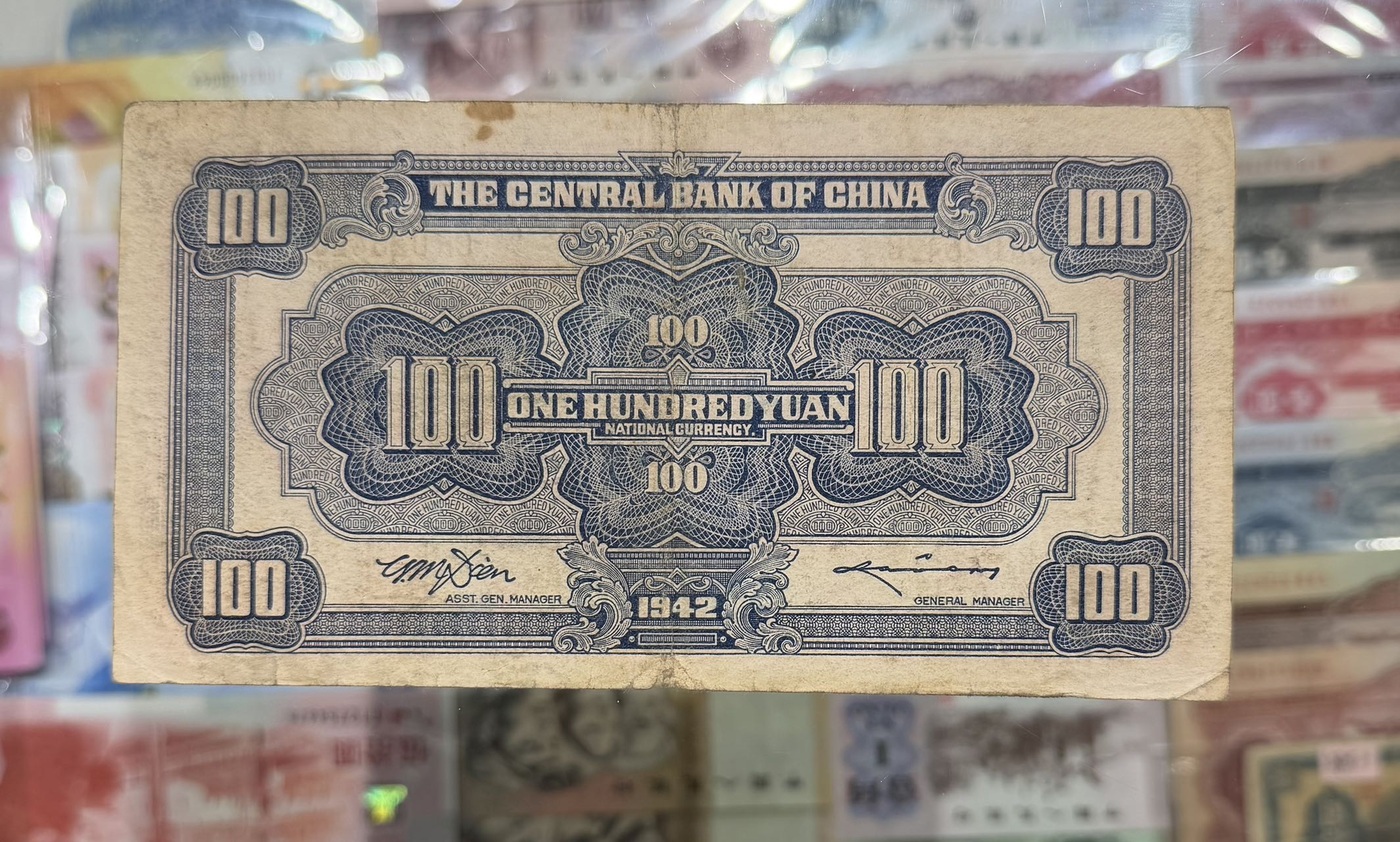 THE CENTRAL BANK OF CHINA
100 100
100
100 ONE HUNDRED YUAN 100
NATIONAL CURRENCY.
100
ASST. GEN. MANAGER
GENERAL MANAGER
100 1942 100